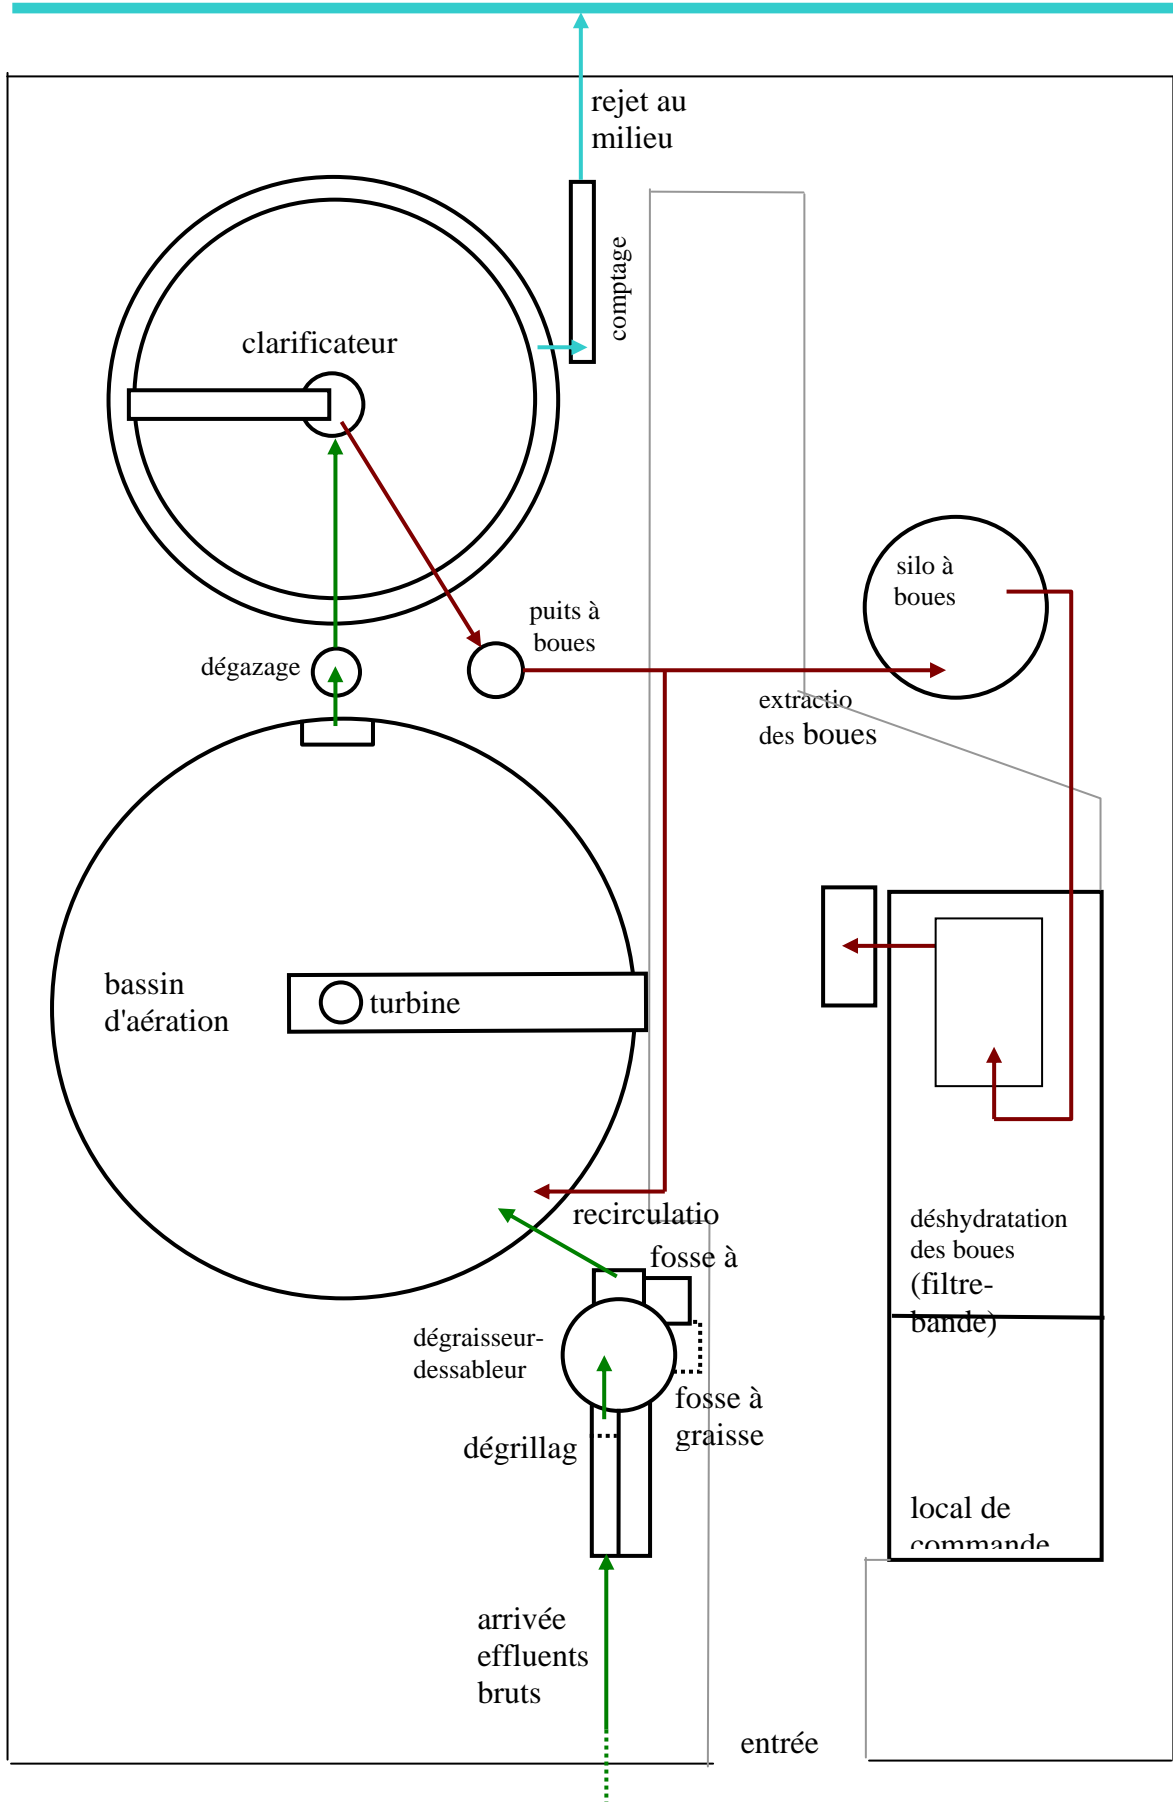 rejet au
milieu
comptage
clarificateur
silo à
boues
puits à
boues
dégazage
extractio
des boues
bassin
d'aération
turbine
recirculatio
fosse à
déshydratation
des boues
(filtre-
bande)
dégraisseur-
dessableur
fosse à
graisse
dégrillag
local de
commande
arrivée
effluents
bruts
entrée